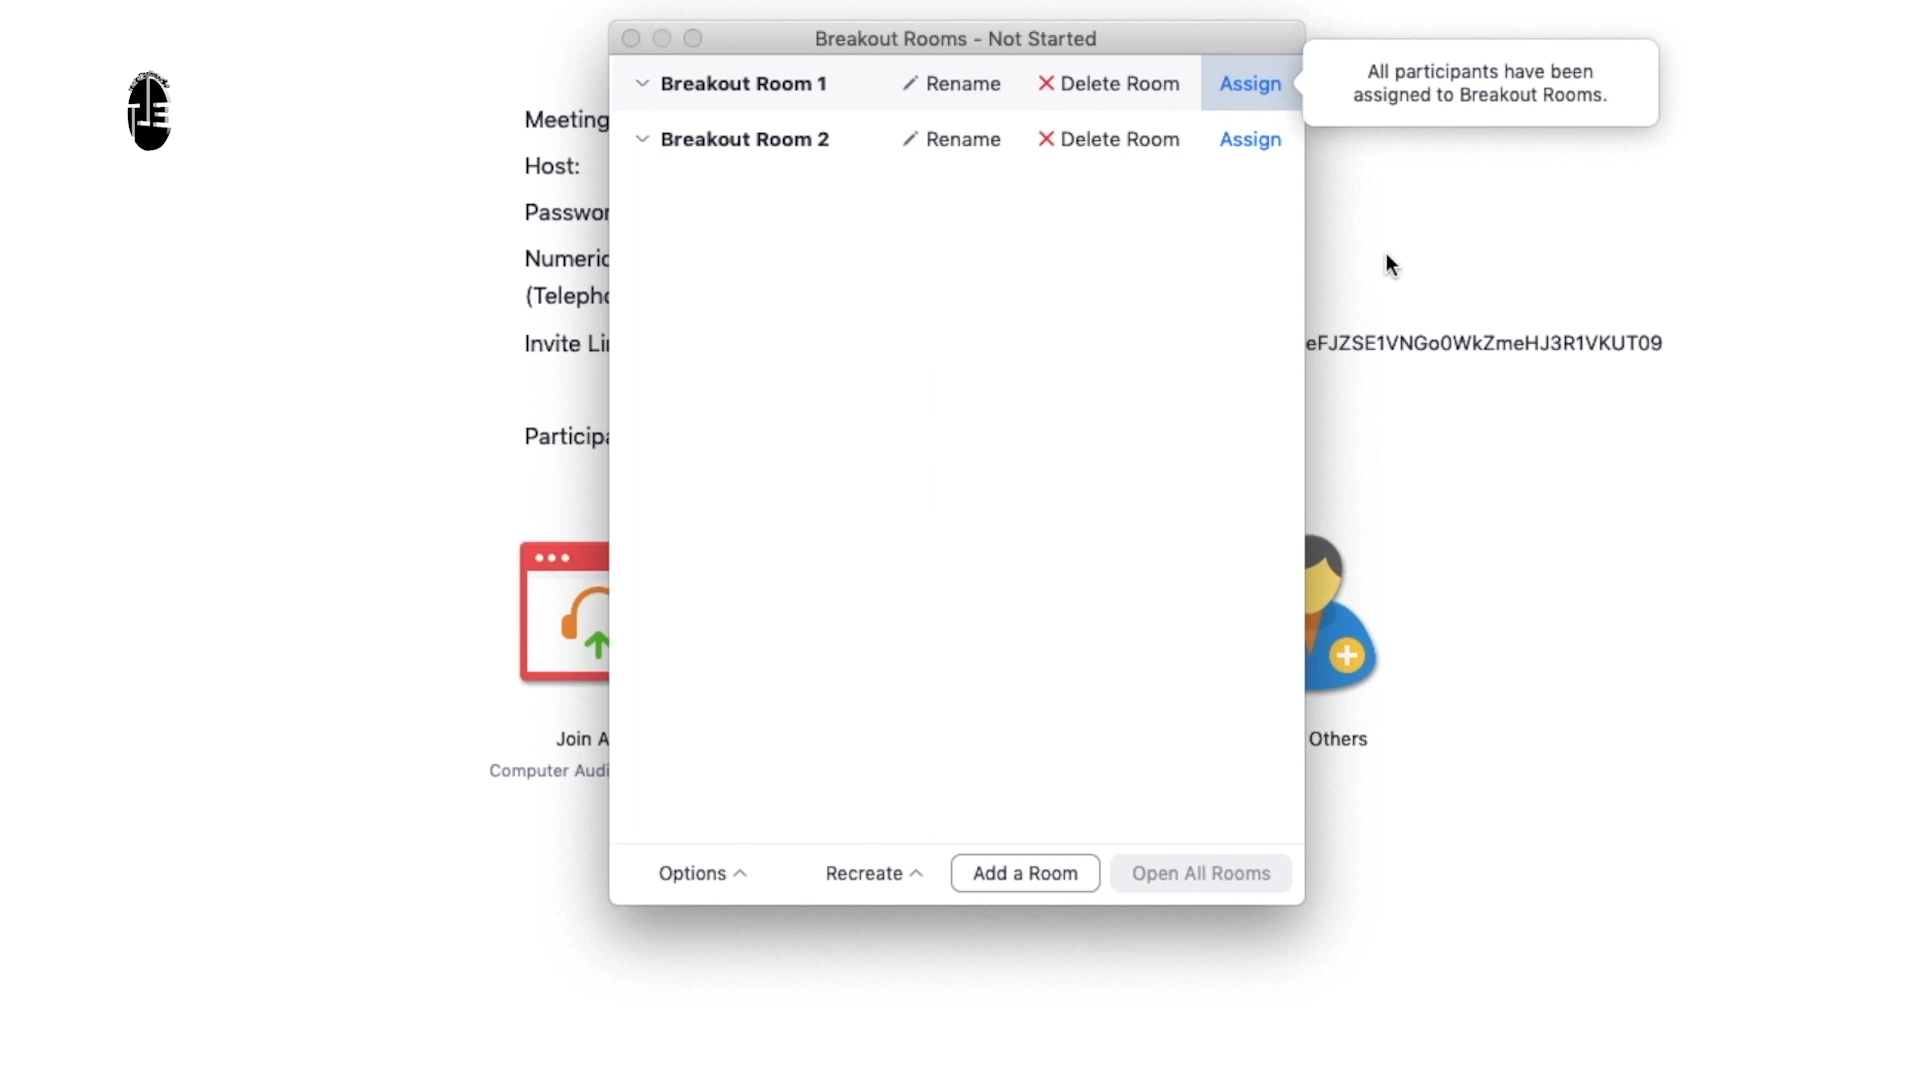 Breakout Rooms - Not Started
Breakout Room 1 Rename Delete Room Assign
All participants have been
assigned to Breakout Rooms.
Breakout Room 2 Rename Delete Room Assign
Meeting
Host:
Passwor
Numeric
(Telepho
Invite Li
eFJZSE1VNGo0WkZmeHJ3R1VKUT09
Particip
Join A
Computer Audi
Others
Options Recreate Add a Room Open All Rooms